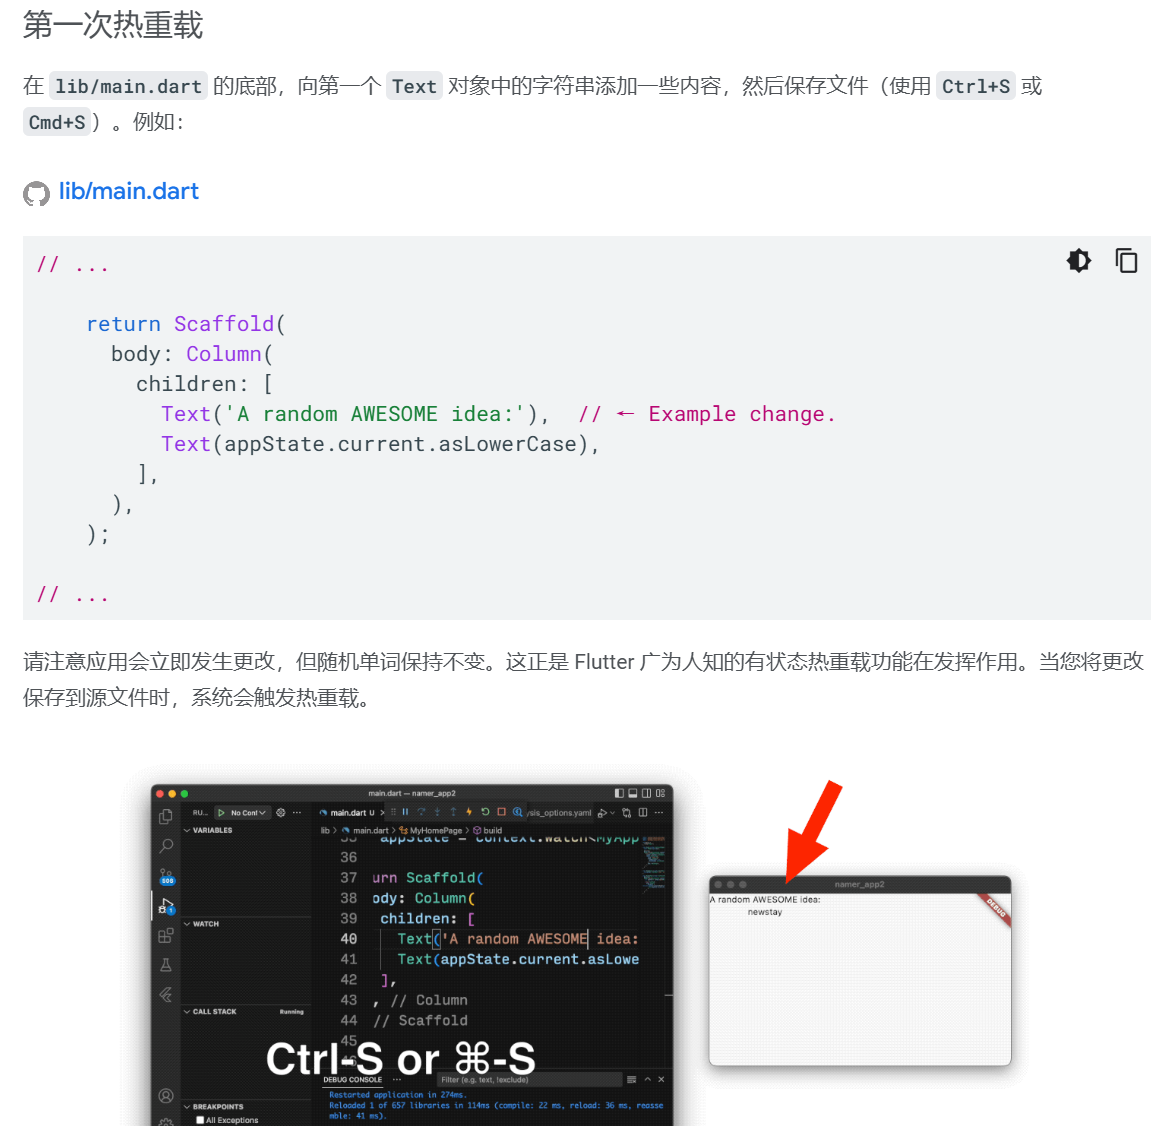 第一次热重载
在 lib/main.dart 的底部，向第一个 Text 对象中的字符串添加一些内容，然后保存文件（使用 Ctrl+S 或
Cmd+S）。例如：
lib/main.dart
// ...
return Scaffold(
body: Column(
children: [
Text('A random AWESOME idea:'),  // ← Example change.
Text(appState.current.asLowerCase),
],
),
);
// ...
请注意应用会立即发生更改，但随机单词保持不变。这正是 Flutter 广为人知的有状态热重载功能在发挥作用。当您将更改
保存到源文件时，系统会触发热重载。
main.dart — namer_app2
RU... No Conf
main.dart U
ysis_options.yaml
VARIABLES
lib > main.dart > MyHomePage > build
35 appState = context.watch<MyApp
36
37 urn Scaffold(
38 ody: Column(
39 children: [
40 Text('A random AWESOME idea:
41 Text(appState.current.asLowe
42 ],
43 , // Column
44 // Scaffold
45
WATCH
CALL STACK Running
Ctrl-S or ⌘-S
DEBUG CONSOLE ... Filter (e.g. text, !exclude)
Restarted application in 274ms.
Reloaded 1 of 657 libraries in 114ms (compile: 22 ms, reload: 36 ms, reasse
mble: 41 ms).
BREAKPOINTS
All Exceptions
namer_app2
A random AWESOME idea:
newstay
DEBUG